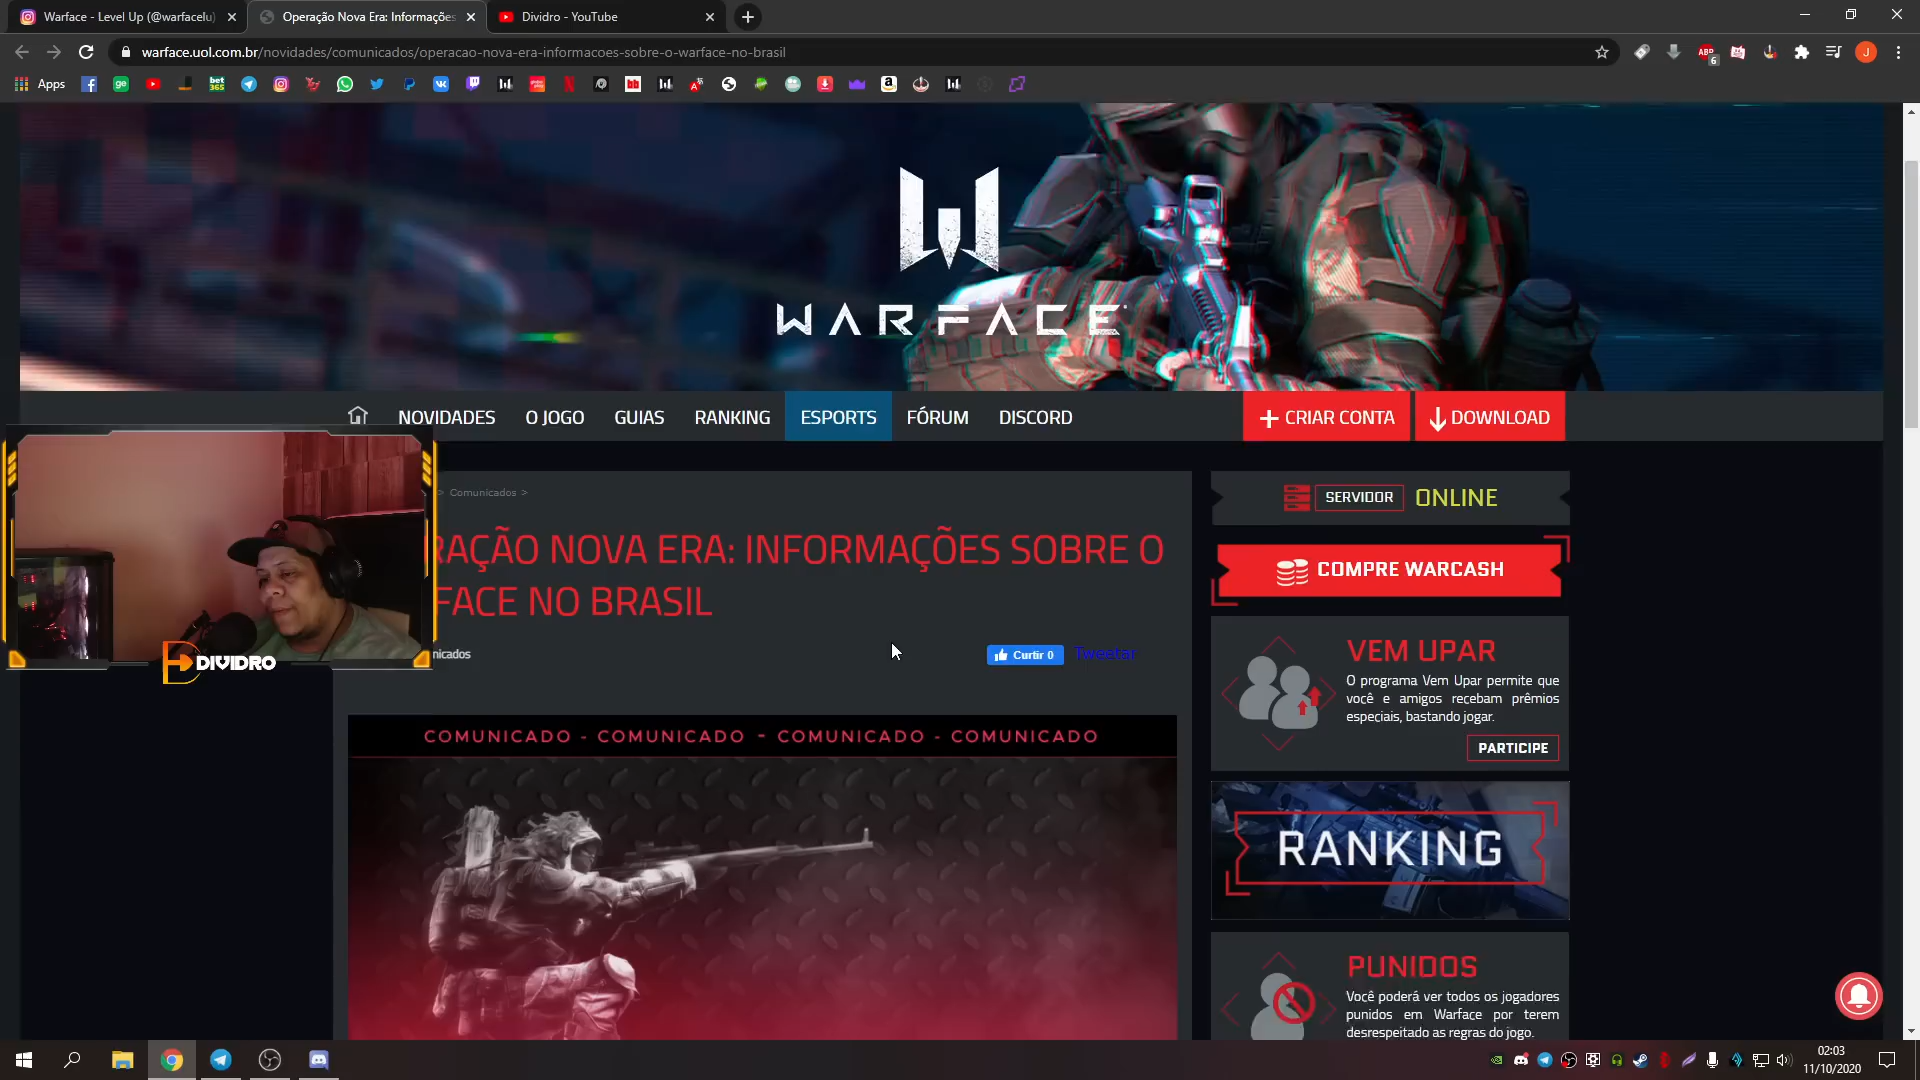 Warface - Level Up (@warfacelu)
Operação Nova Era: Informações
Dividro - YouTube
warface.uol.com.br/novidades/comunicados/operacao-nova-era-informacoes-sobre-o-warface-no-brasil
Apps
WARFACE
NOVIDADES
O JOGO
GUIAS
RANKING
ESPORTS
FÓRUM
DISCORD
+ CRIAR CONTA
DOWNLOAD
> Comunicados >
RAÇÃO NOVA ERA: INFORMAÇÕES SOBRE O
FACE NO BRASIL
nicados
Curtir 0
Tweetar
DIVIDRO
COMUNICADO - COMUNICADO - COMUNICADO - COMUNICADO
SERVIDOR
ONLINE
COMPRE WARCASH
VEM UPAR
O programa Vem Upar permite que
você e amigos recebam prêmios
especiais, bastando jogar.
PARTICIPE
RANKING
PUNIDOS
Você poderá ver todos os jogadores
punidos em Warface por terem
desrespeitado as regras do jogo.
02:03
11/10/2020